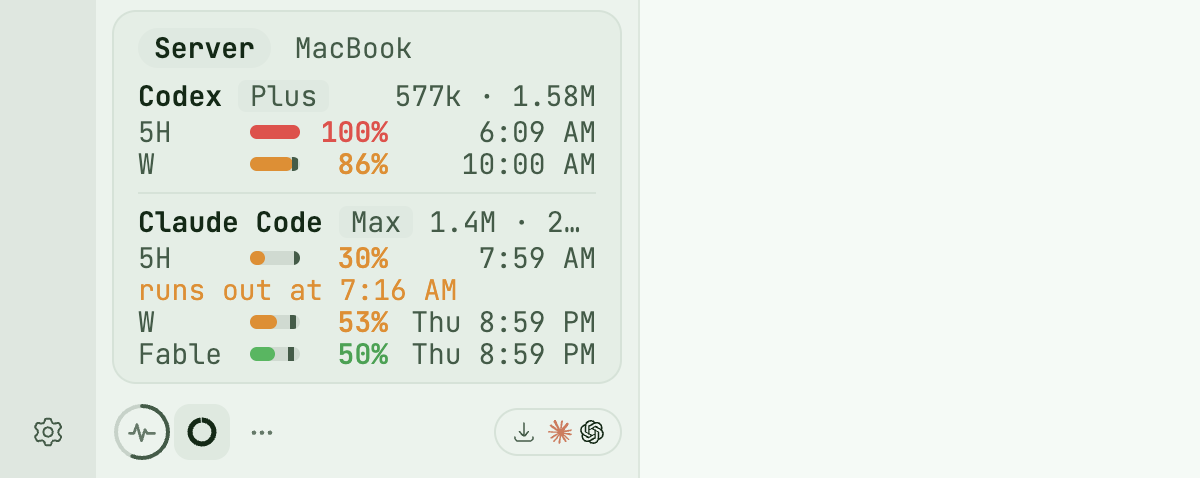 Server MacBook
Codex Plus 577k · 1.58M
5H 100% 6:09 AM
W 86% 10:00 AM
Claude Code Max 1.4M · 2…
5H 30% 7:59 AM
runs out at 7:16 AM
W 53% Thu 8:59 PM
Fable 50% Thu 8:59 PM